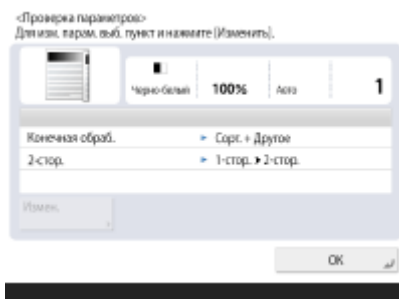 <Проверка параметров>
Для изм. парам. выб. пункт и нажмите [Изменить].
Черно-белый 100% Авто 1
Конечная обраб. ► Сорт. + Другое
2-стор. ► 1-стор. ►2-стор.
Измен.
OK